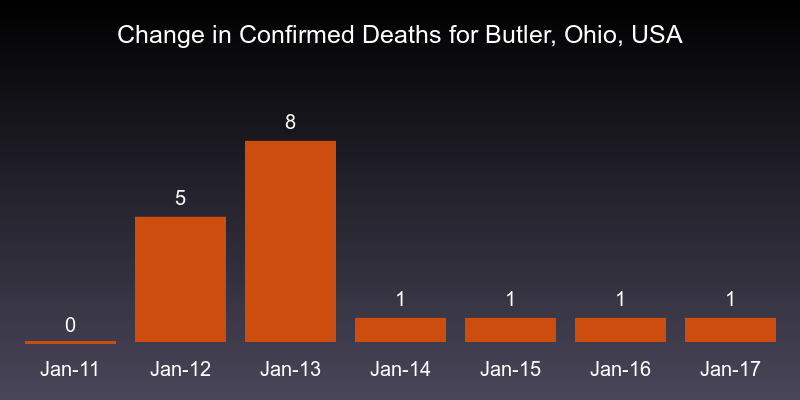 Change in Confirmed Deaths for Butler, Ohio, USA
8
5
1
1
1
1
0
Jan-11
Jan-12
Jan-13
Jan-14
Jan-15
Jan-16
Jan-17